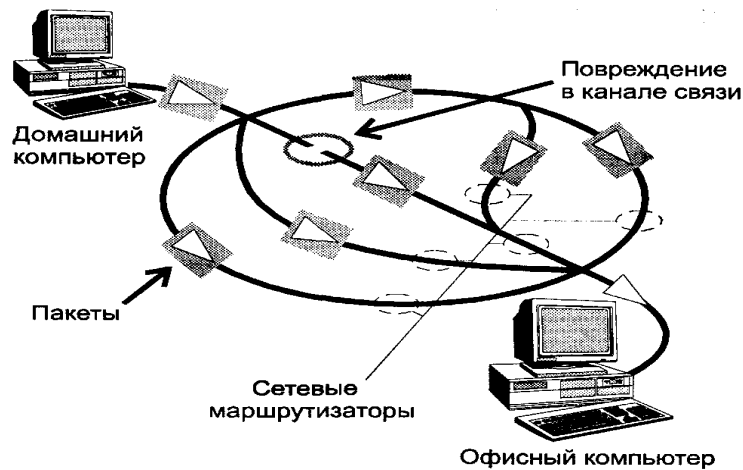 Повреждение
в канале связи
Домашний
компьютер
Пакеты
Сетевые
маршрутизаторы
Офисный компьютер